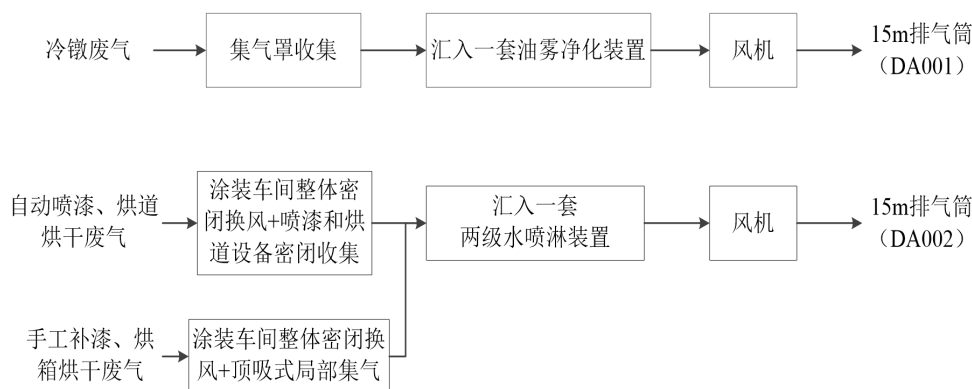 冷镦废气
集气罩收集
汇入一套油雾净化装置
风机
15m排气筒
（DA001）
自动喷漆、烘道
烘干废气
涂装车间整体密
闭换风+喷漆和烘
道设备密闭收集
汇入一套
两级水喷淋装置
风机
15m排气筒
（DA002）
手工补漆、烘
箱烘干废气
涂装车间整体密闭换
风+顶吸式局部集气